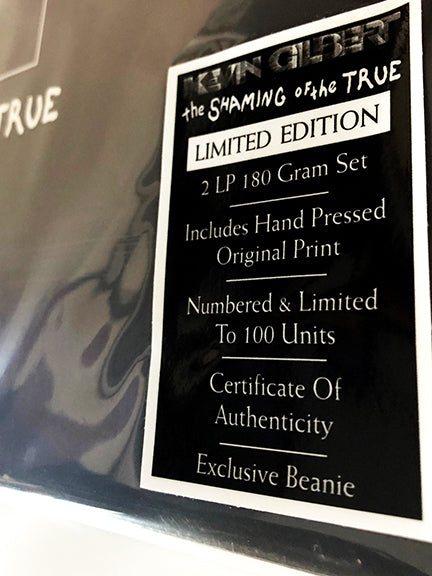 TRUE
KEVIN GILBERT
the SHAMING of the TRUE
LIMITED EDITION
2 LP 180 Gram Set
Includes Hand Pressed
Original Print
Numbered & Limited
To 100 Units
Certificate Of
Authenticity
Exclusive Beanie